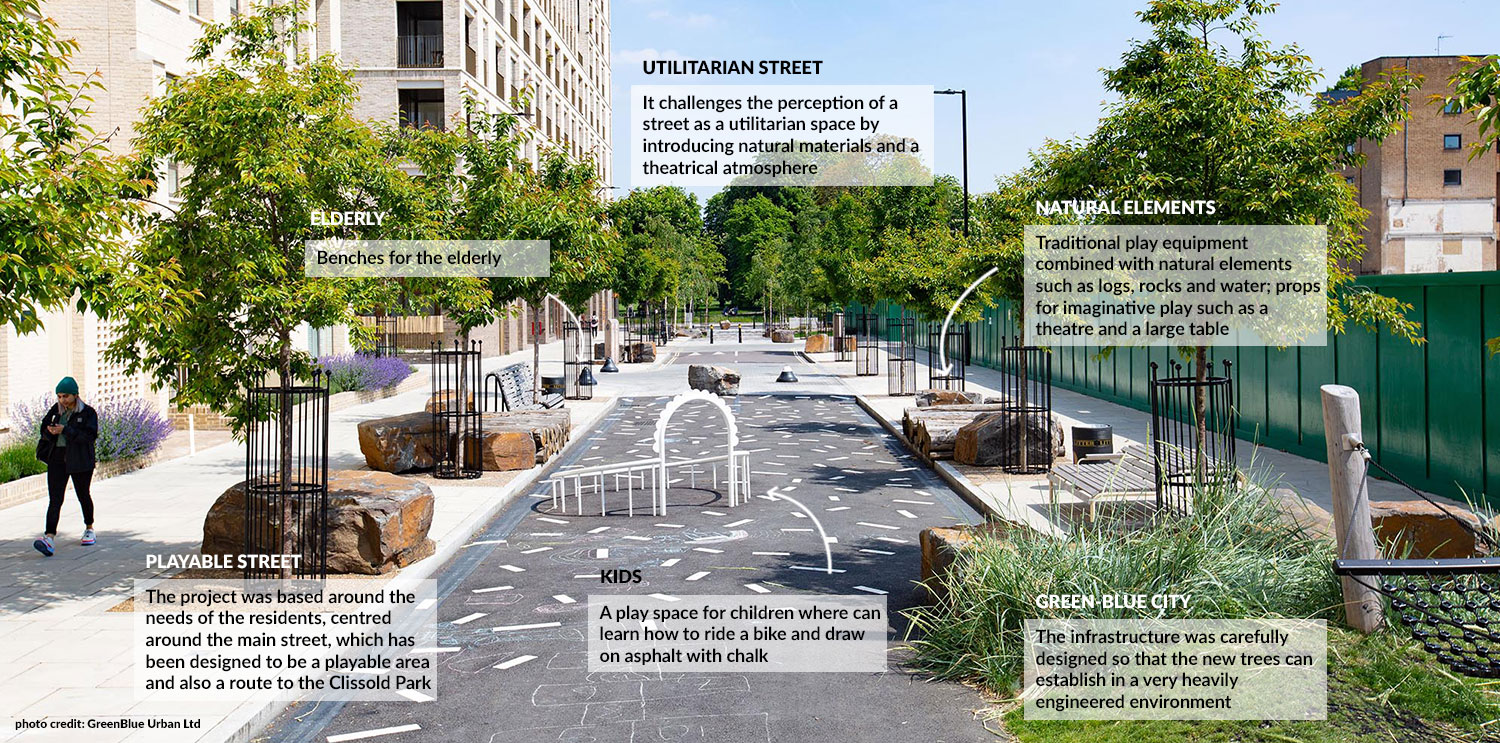 UTILITARIAN STREET
It challenges the perception of a
street as a utilitarian space by
introducing natural materials and a
theatrical atmosphere
ELDERLY
Benches for the elderly
NATURAL ELEMENTS
Traditional play equipment
combined with natural elements
such as logs, rocks and water; props
for imaginative play such as a
theatre and a large table
PLAYABLE STREET
The project was based around the
needs of the residents, centred
around the main street, which has
been designed to be a playable area
and also a route to the Clissold Park
KIDS
A play space for children where can
learn how to ride a bike and draw
on asphalt with chalk
GREEN-BLUE CITY
The infrastructure was carefully
designed so that the new trees can
establish in a very heavily
engineered environment
photo credit: GreenBlue Urban Ltd